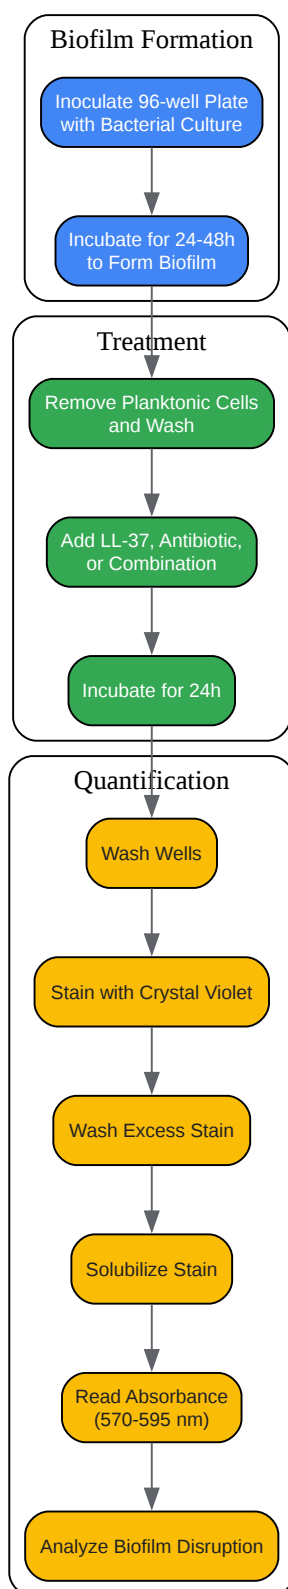 Biofilm Formation
Inoculate 96-well Plate
with Bacterial Culture
Incubate for 24-48h
to Form Biofilm
Treatment
Remove Planktonic Cells
and Wash
Add LL-37, Antibiotic,
or Combination
Incubate for 24h
Quantification
Wash Wells
Stain with Crystal Violet
Wash Excess Stain
Solubilize Stain
Read Absorbance
(570-595 nm)
Analyze Biofilm Disruption